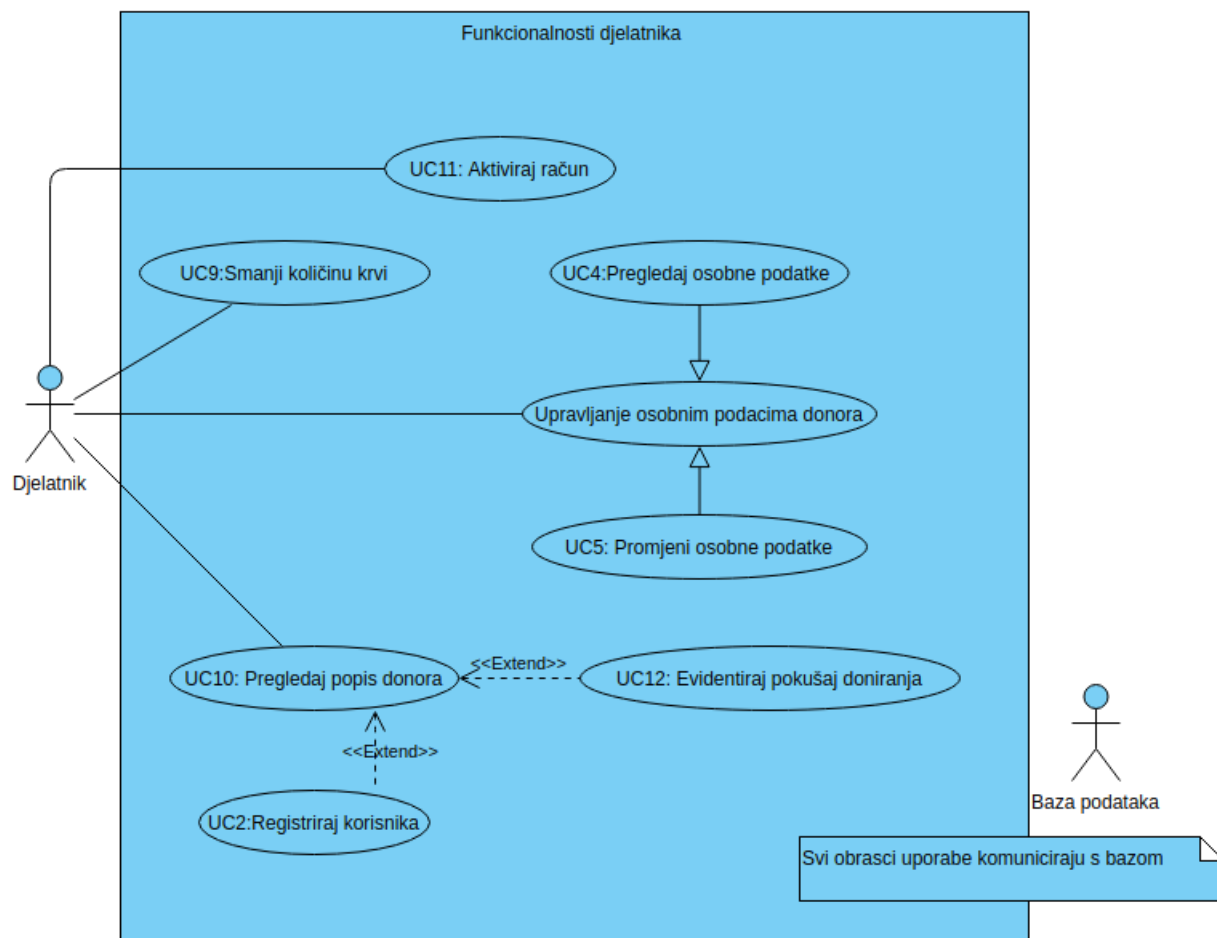 Funkcionalnosti djelatnika
UC11: Aktiviraj račun
UC9:Smanji količinu krvi
UC4:Pregledaj osobne podatke
Upravljanje osobnim podacima donora
Djelatnik
UC5: Promjeni osobne podatke
<<Extend>>
UC10: Pregledaj popis donora
UC12: Evidentiraj pokušaj doniranja
<<Extend>>
Baza podataka
UC2:Registriraj korisnika
Svi obrasci uporabe komuniciraju s bazom